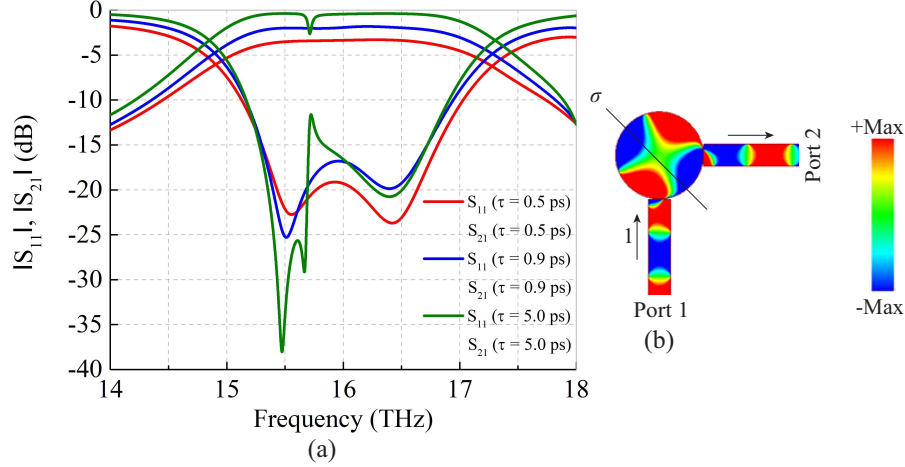 |S11|, |S21| (dB)
0
-5
-10
-15
-20
-25
-30
-35
-40
14
15
16
17
18
Frequency (THz)
S11 (τ = 0.5 ps)
S21 (τ = 0.5 ps)
S11 (τ = 0.9 ps)
S21 (τ = 0.9 ps)
S11 (τ = 5.0 ps)
S21 (τ = 5.0 ps)
(a)
σ
1
Port 1
Port 2
(b)
+Max
-Max